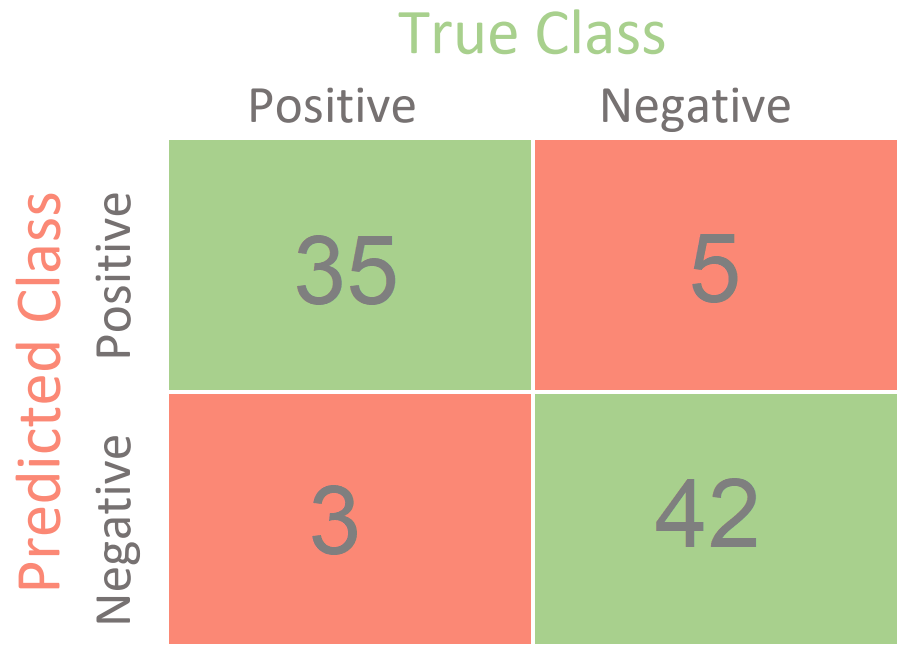 True Class
Positive Negative
Predicted Class
Positive
35 5
Negative
3 42